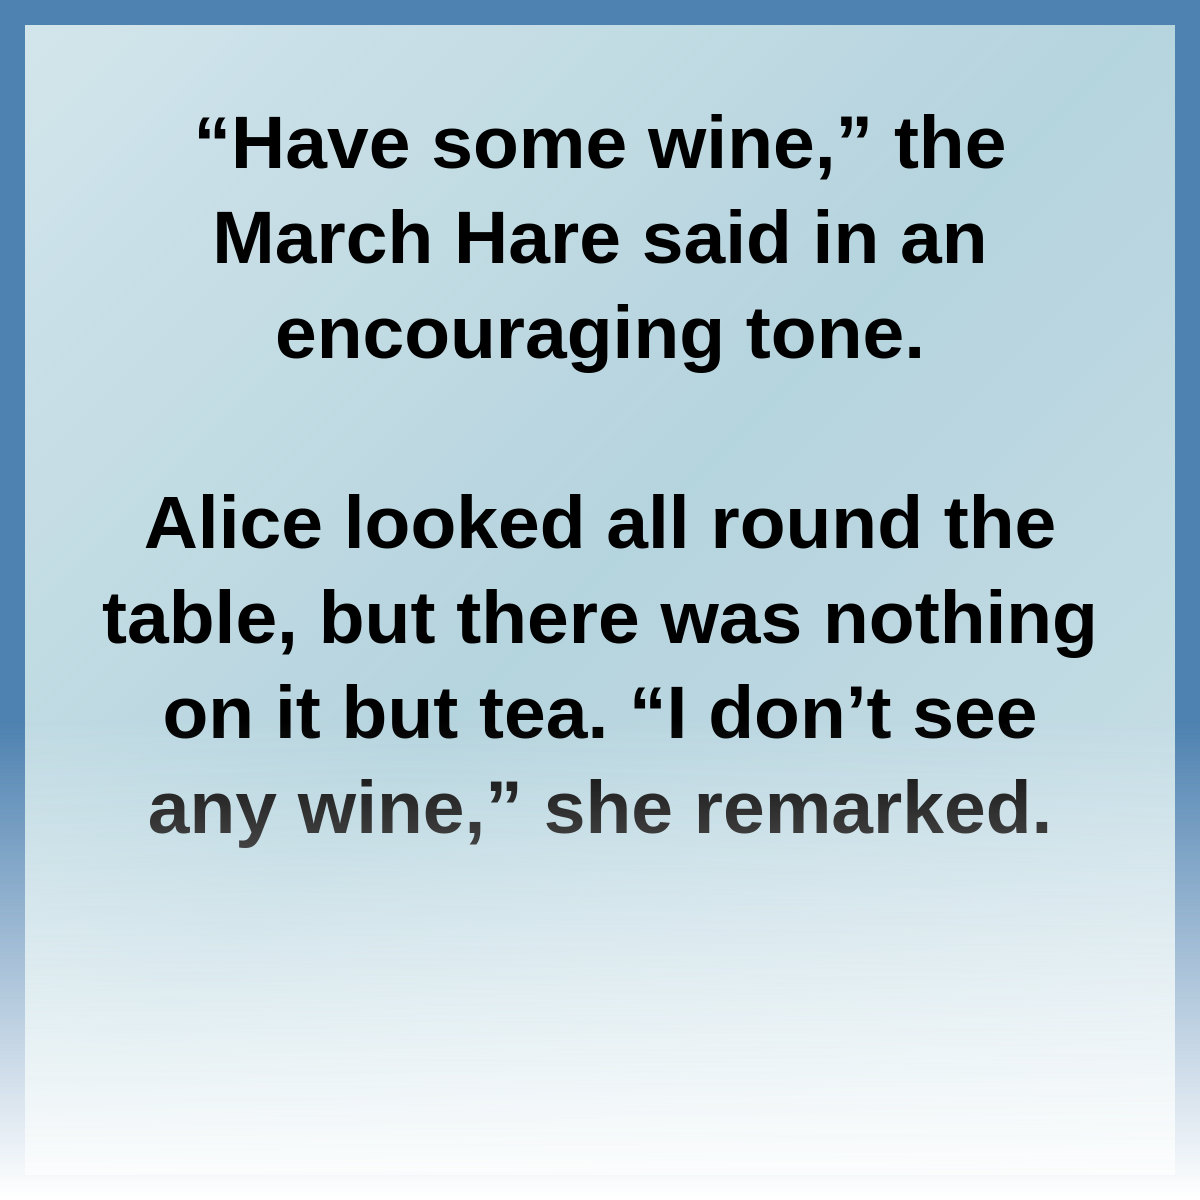 “Have some wine,” the
March Hare said in an
encouraging tone.
Alice looked all round the
table, but there was nothing
on it but tea. “I don’t see
any wine,” she remarked.